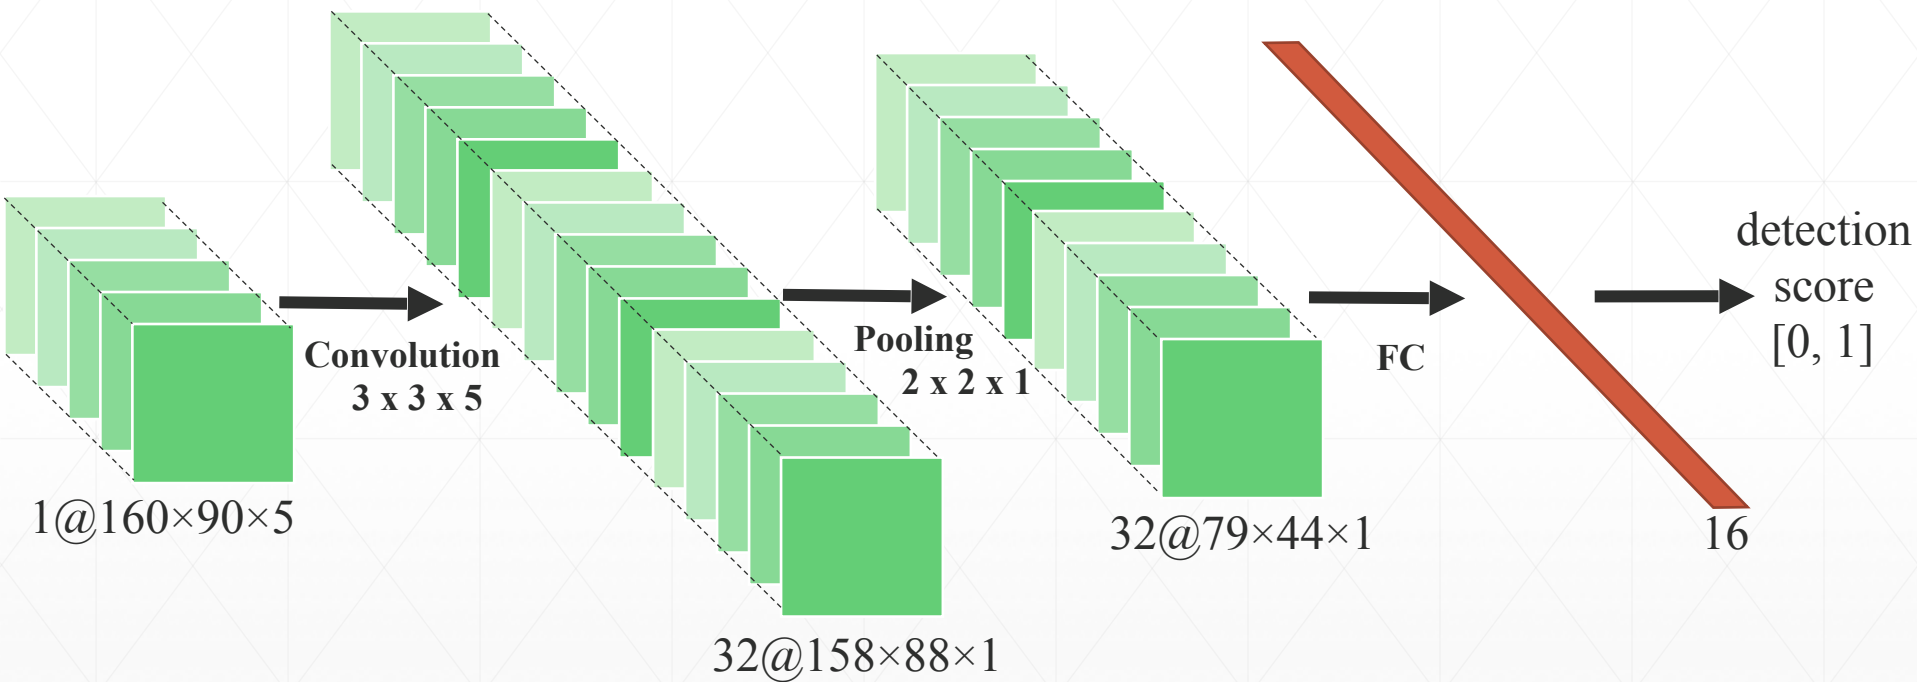 1@160×90×5
Convolution
3 x 3 x 5
32@158×88×1
Pooling
2 x 2 x 1
32@79×44×1
FC
16
detection
score
[0, 1]